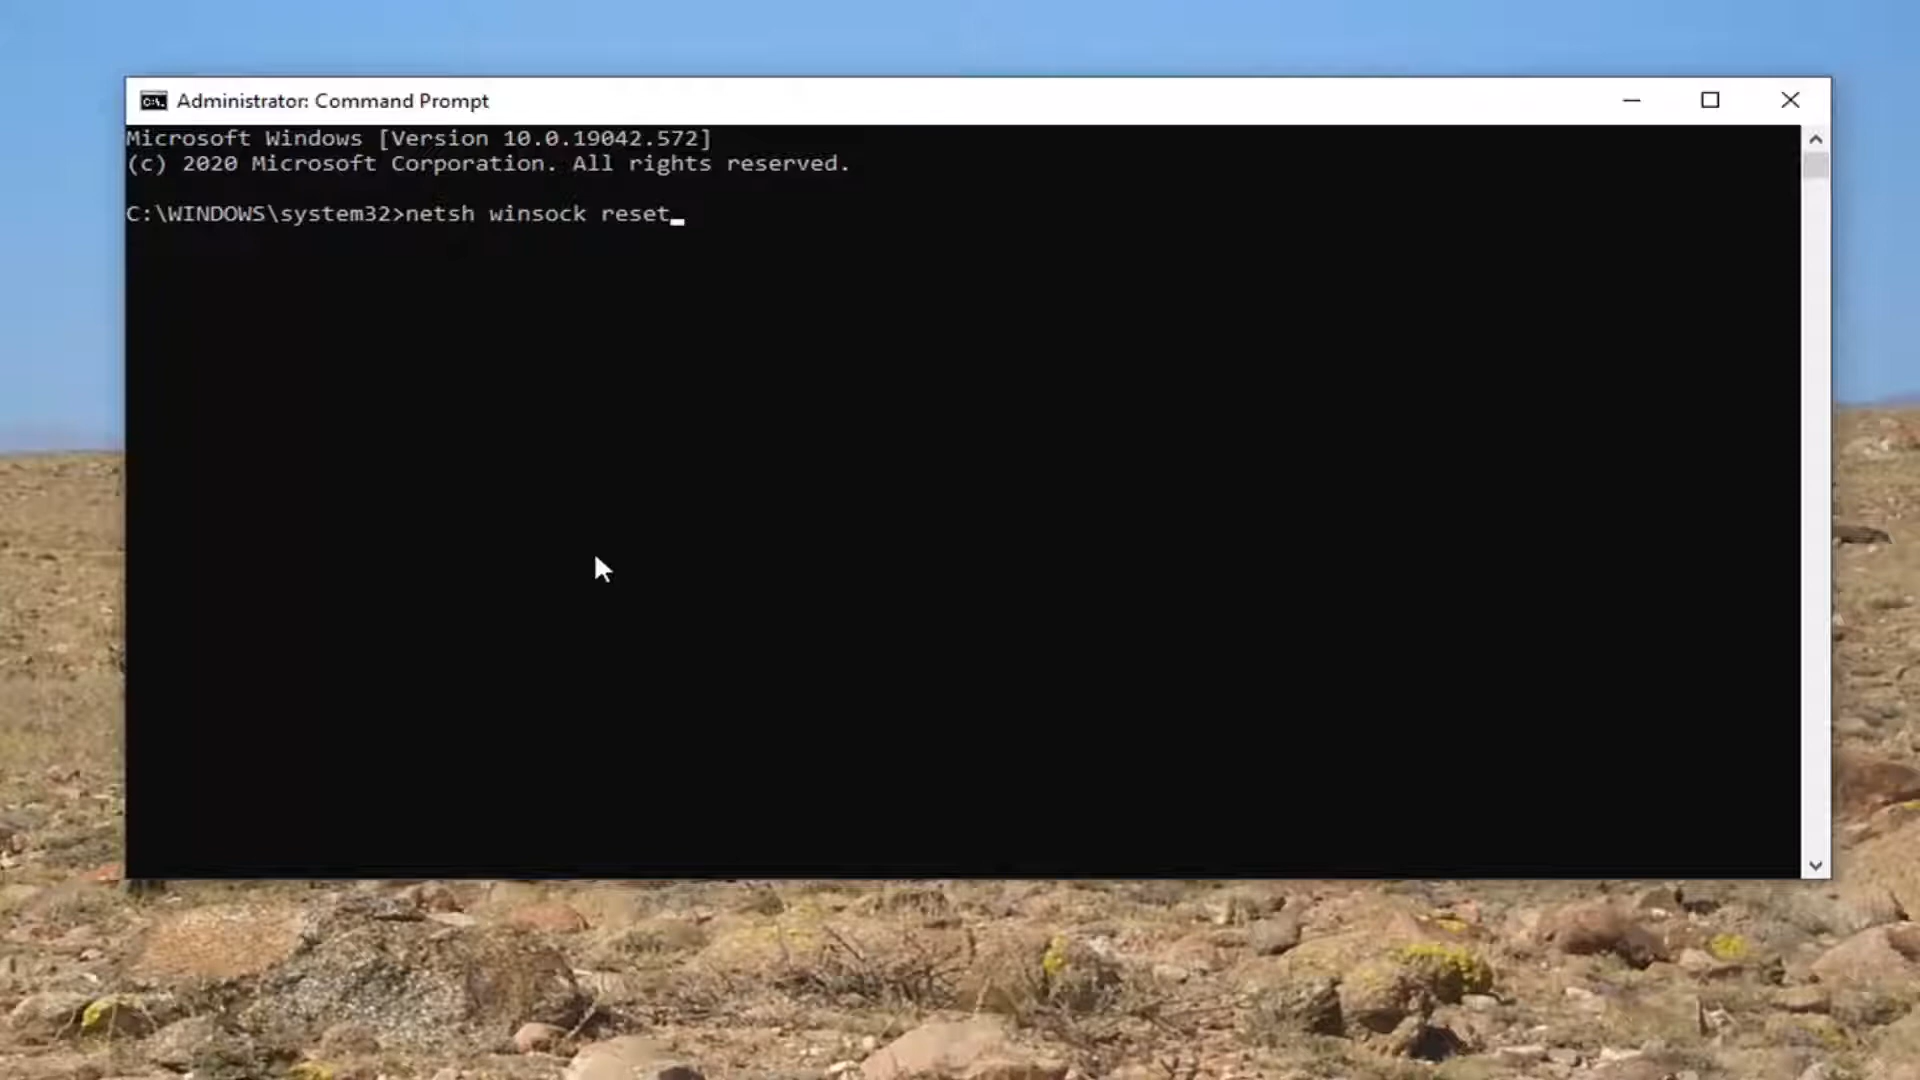 Administrator: Command Prompt
Microsoft Windows [Version 10.0.19042.572]
(c) 2020 Microsoft Corporation. All rights reserved.
C:\WINDOWS\system32>netsh winsock reset